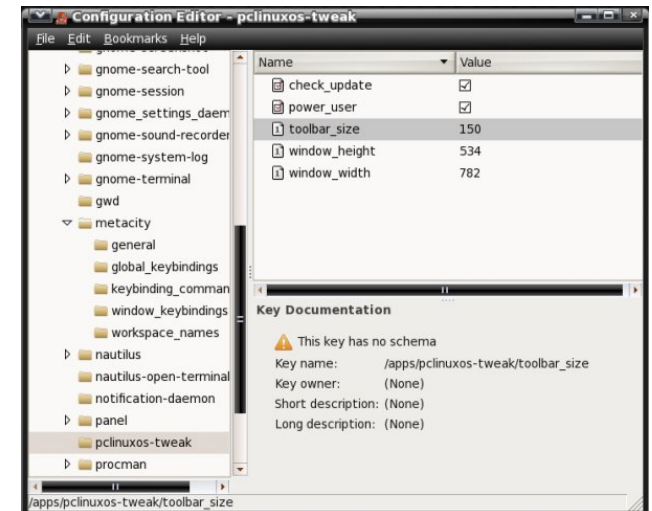 Configuration Editor - pclinuxos-tweak
File Edit Bookmarks Help
gnome-search-tool
gnome-session
gnome_settings_daem
gnome-sound-recorder
gnome-system-log
gnome-terminal
gwd
metacity
general
global_keybindings
keybinding_comman
window_keybindings
workspace_names
nautilus
nautilus-open-terminal
notification-daemon
panel
pclinuxos-tweak
procman
Name Value
check_update
power_user
toolbar_size 150
window_height 534
window_width 782
Key Documentation
This key has no schema
Key name: /apps/pclinuxos-tweak/toolbar_size
Key owner: (None)
Short description: (None)
Long description: (None)
/apps/pclinuxos-tweak/toolbar_size